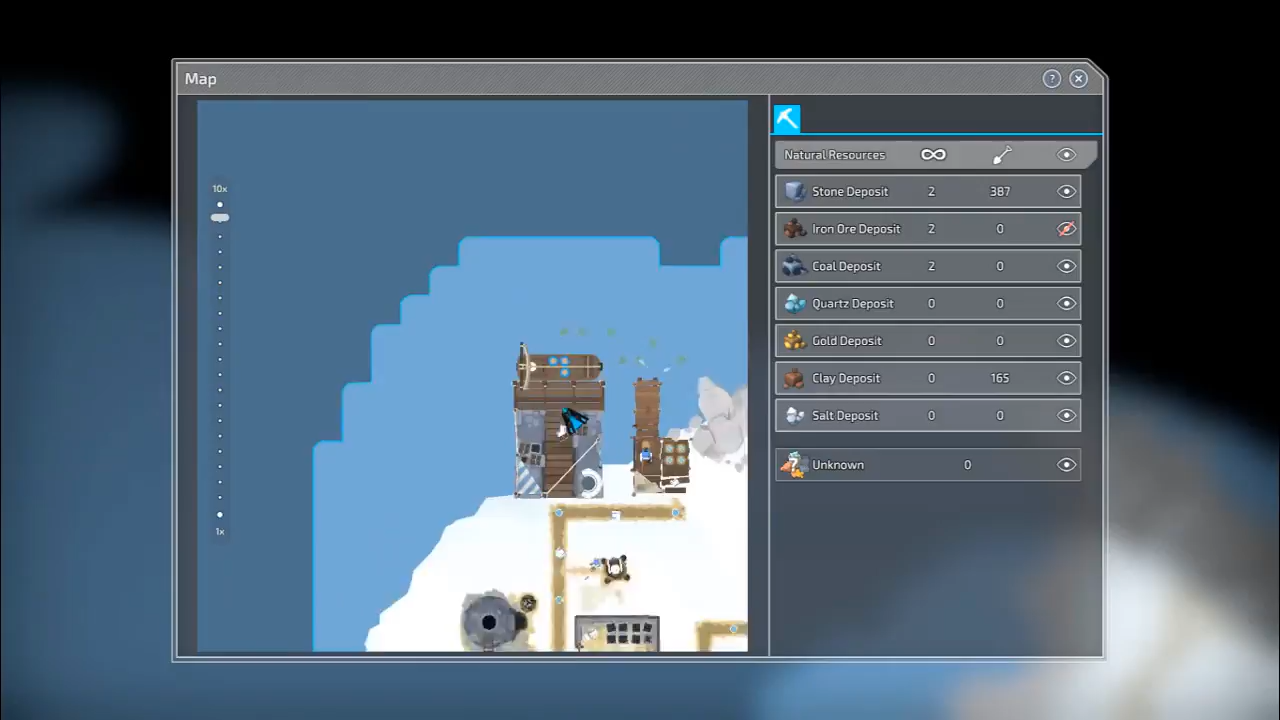 Map
?
10x
1x
Natural Resources
Stone Deposit 2 387
Iron Ore Deposit 2 0
Coal Deposit 2 0
Quartz Deposit 0 0
Gold Deposit 0 0
Clay Deposit 0 165
Salt Deposit 0 0
Unknown 0